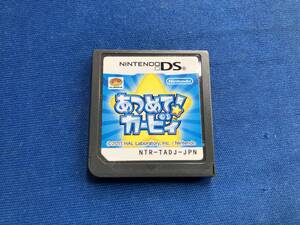 NINTENDO DS
Nintendo
あつめて!
カービィ
©2011 HAL Laboratory, Inc. / Nintendo
NTR-TADJ-JPN